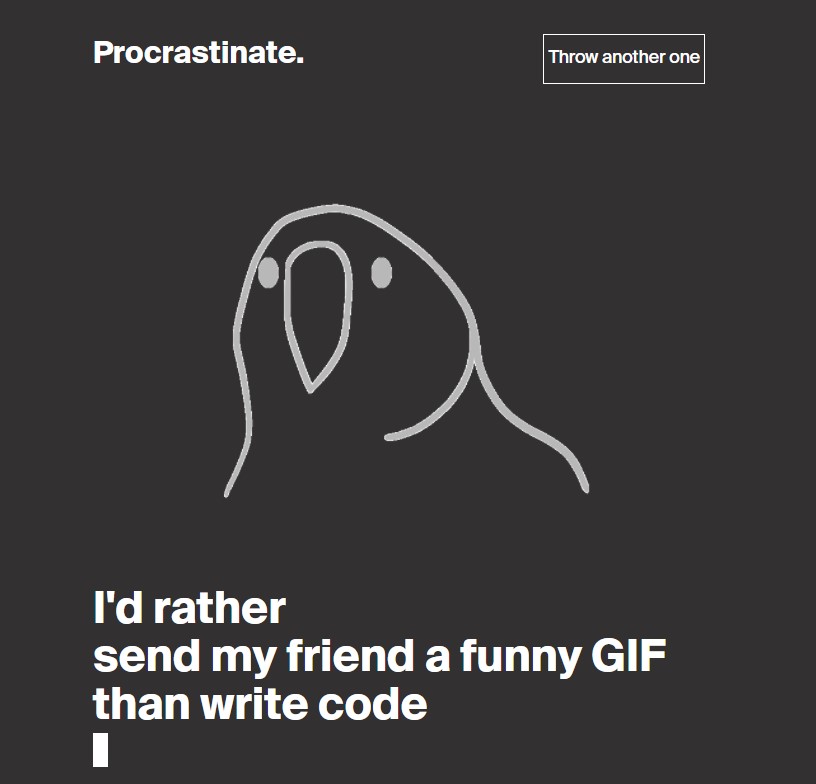 Procrastinate.
Throw another one
I'd rather
send my friend a funny GIF
than write code